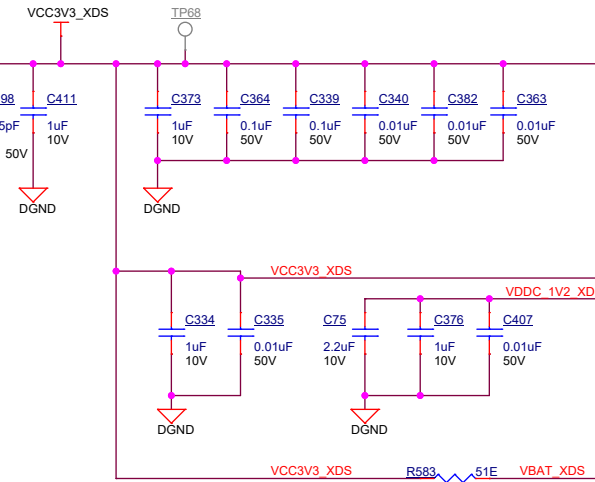 VCC3V3_XDS
TP68
98
5pF
50V
C411
1uF
10V
C373
1uF
10V
C364
0.1uF
50V
C339
0.1uF
50V
C340
0.01uF
50V
C382
0.01uF
50V
C363
0.01uF
50V
DGND
DGND
VCC3V3_XDS
VDDC_1V2_XD
C334
1uF
10V
C335
0.01uF
50V
C75
2.2uF
10V
C376
1uF
10V
C407
0.01uF
50V
DGND
DGND
VCC3V3_XDS
R583
51E
VBAT_XDS